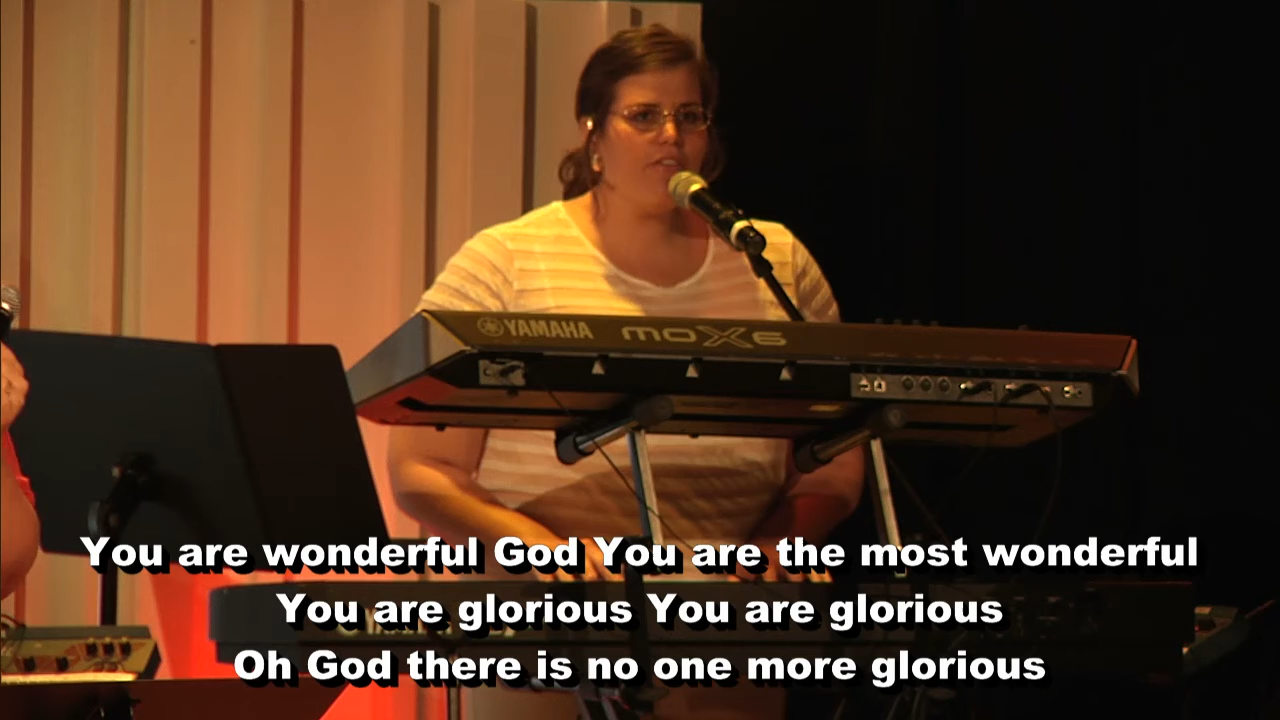 YAMAHA MOX6
You are wonderful God You are the most wonderful
You are glorious You are glorious
Oh God there is no one more glorious